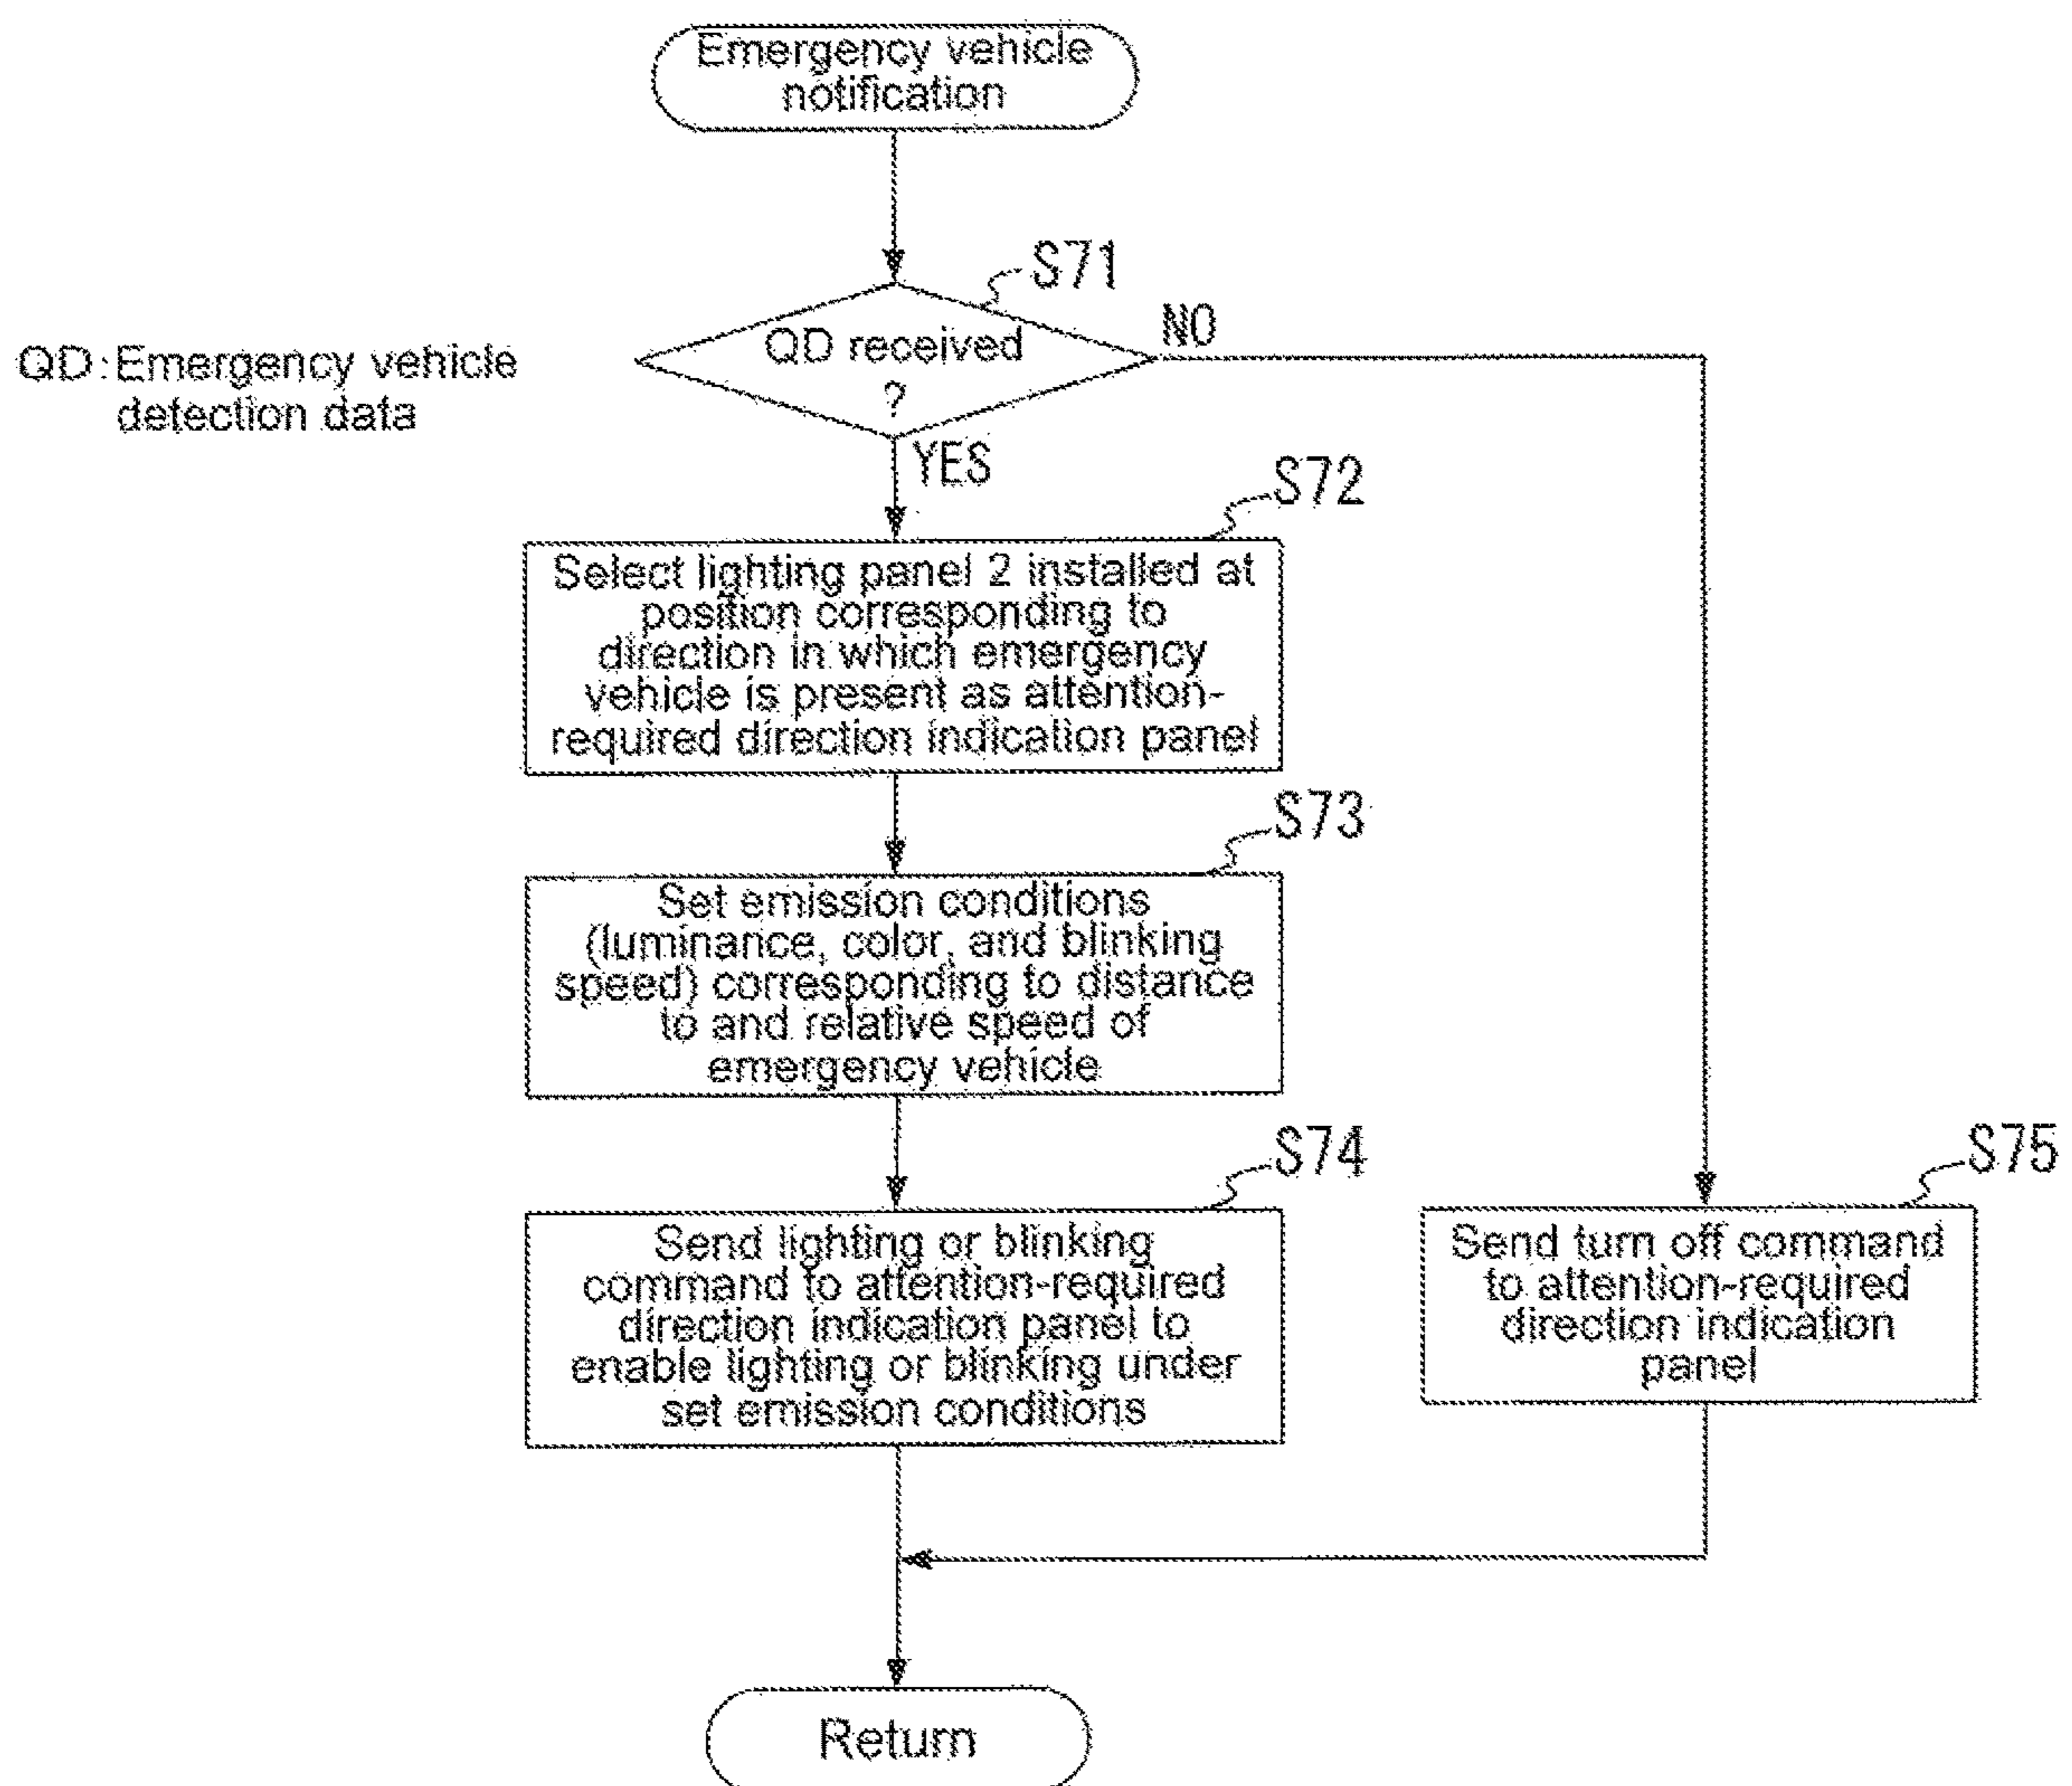 Emergency vehicle
notification
S71
QD received
?
NO
QD:Emergency vehicle
detection data
YES
S72
Select lighting panel 2 installed at
position corresponding to
direction in which emergency
vehicle is present as attention-
required direction indication panel
S73
Set emission conditions
(luminance, color, and blinking
speed) corresponding to distance
to and relative speed of
emergency vehicle
S74
Send lighting or blinking
command to attention-required
direction indication panel to
enable lighting or blinking under
set emission conditions
S75
Send turn off command
to attention-required
direction indication
panel
Return